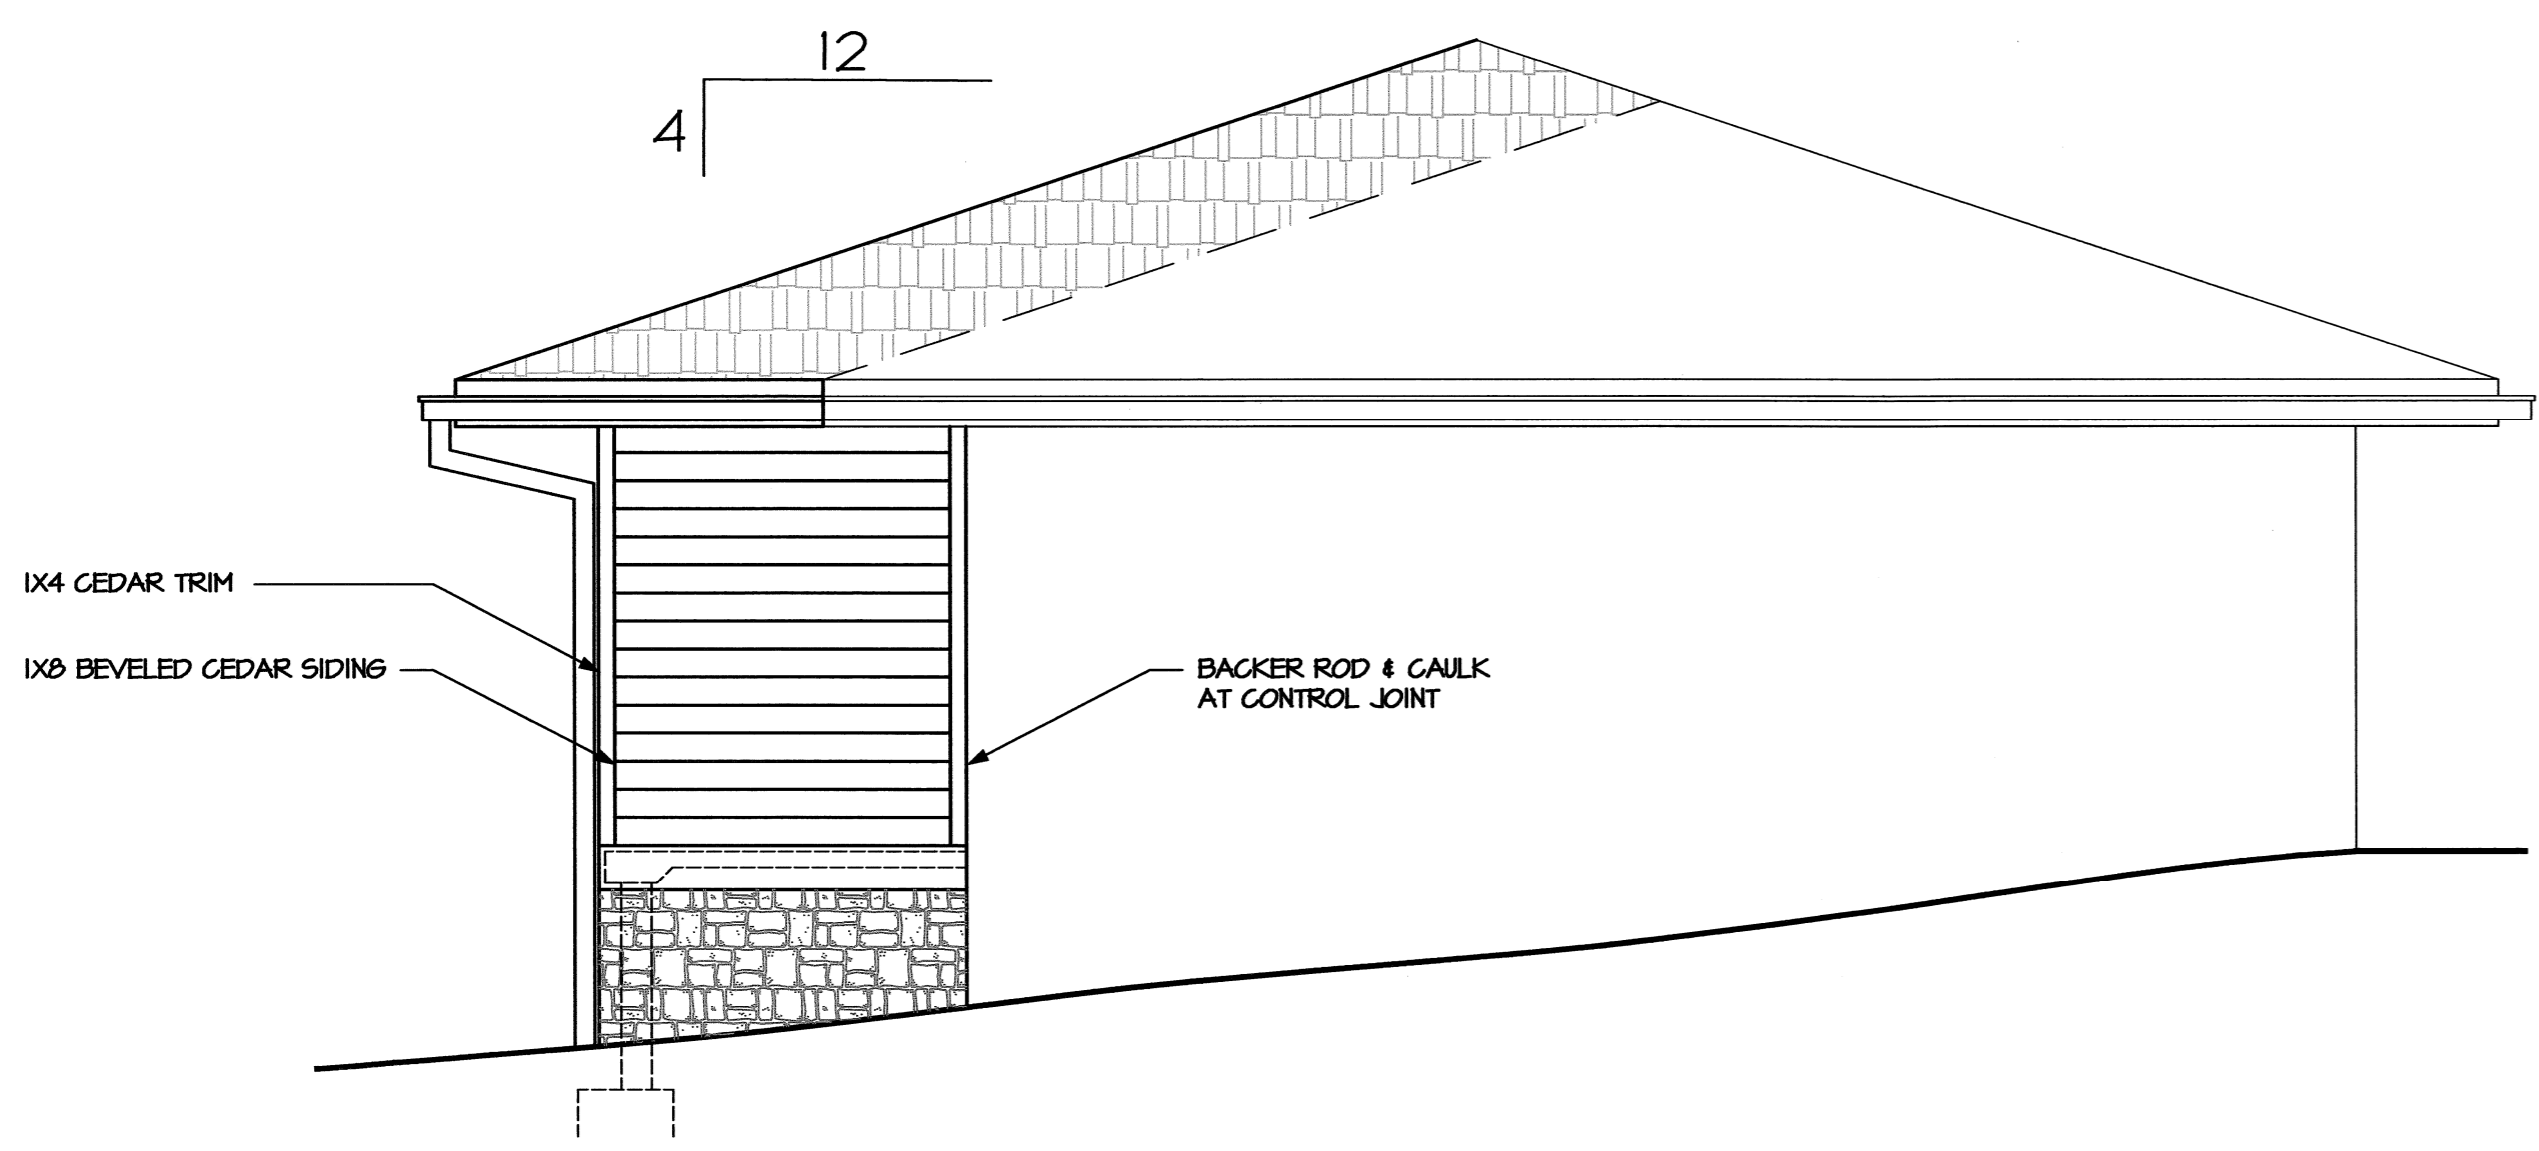 12
4
1X4 CEDAR TRIM
1X8 BEVELED CEDAR SIDING
BACKER ROD & CAULK
AT CONTROL JOINT